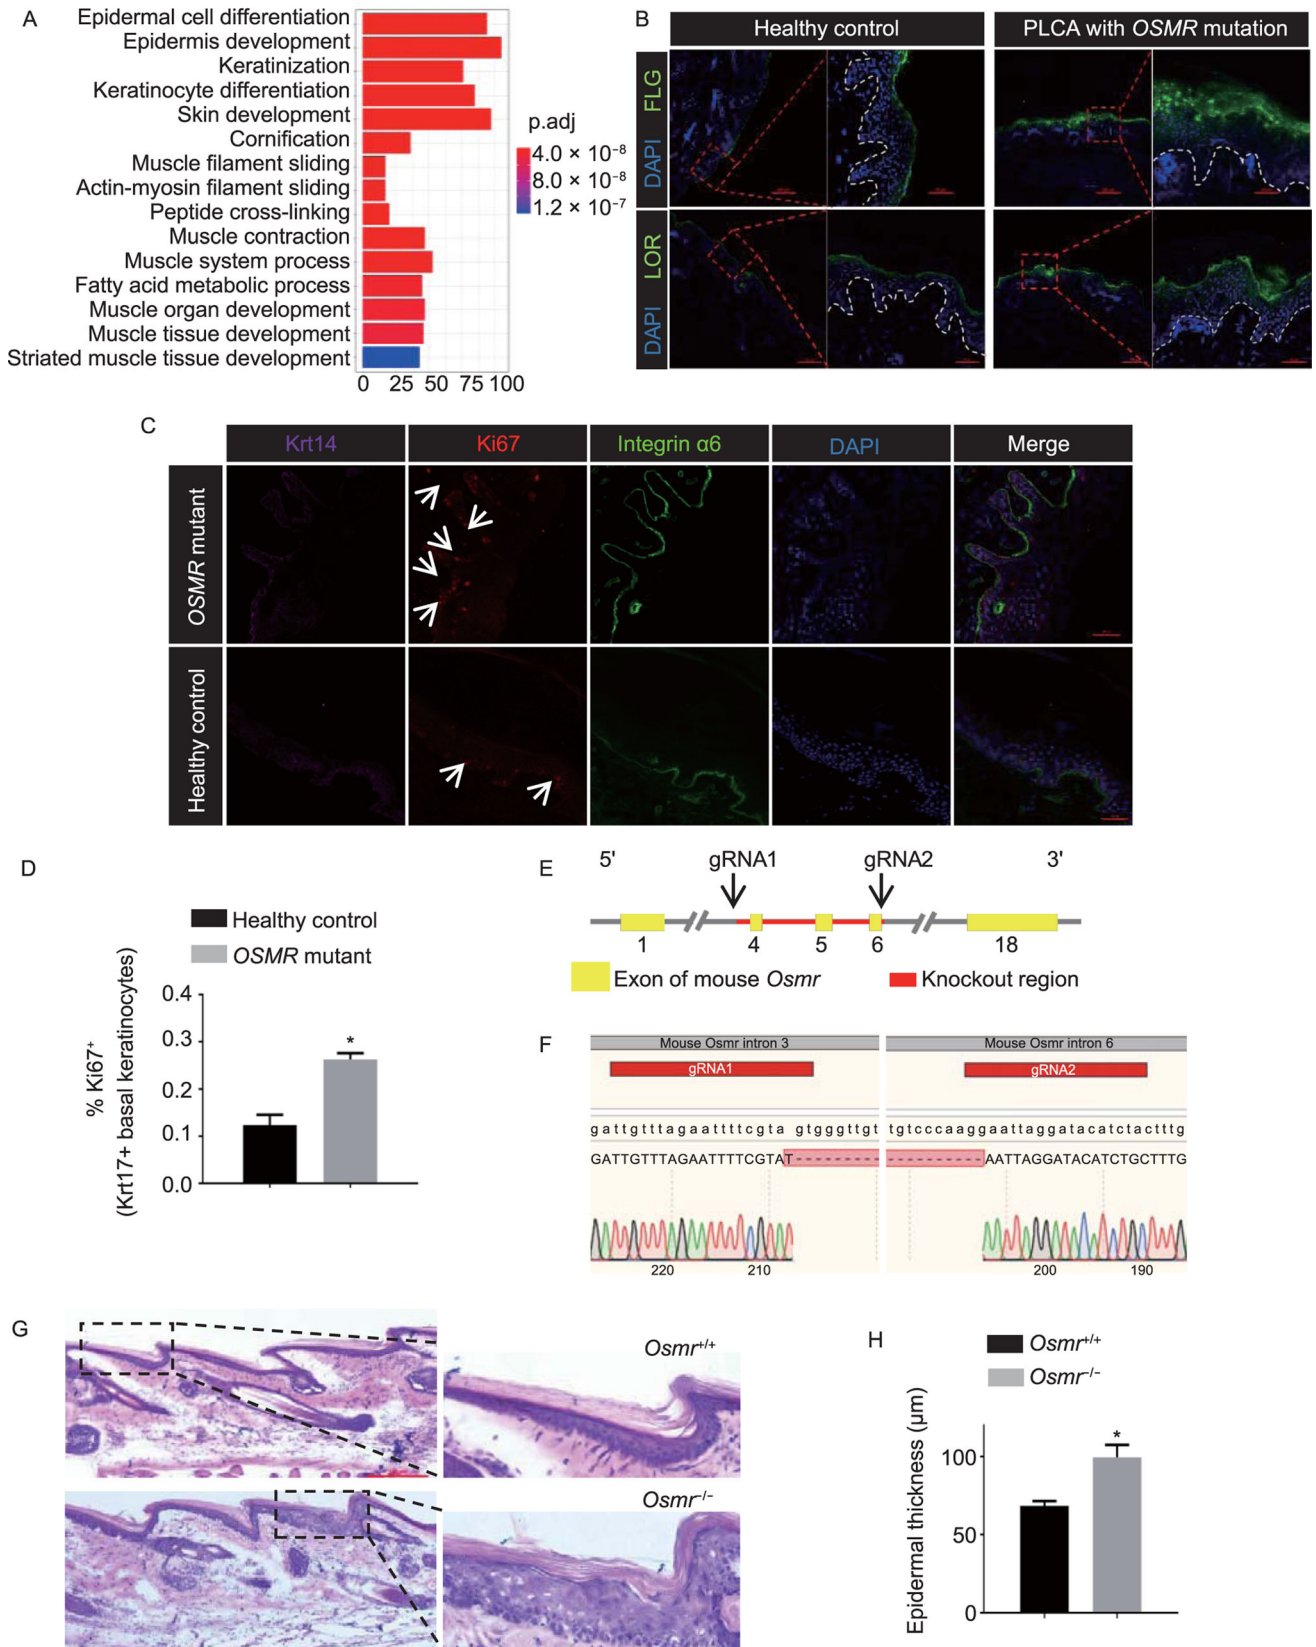 A
Epidermal cell differentiation
Epidermis development
Keratinization
Keratinocyte differentiation
Skin development
Cornification
Muscle filament sliding
Actin-myosin filament sliding
Peptide cross-linking
Muscle contraction
Muscle system process
Fatty acid metabolic process
Muscle organ development
Muscle tissue development
Striated muscle tissue development
0 25 50 75 100
p.adj
4.0 × 10⁻⁸
8.0 × 10⁻⁸
1.2 × 10⁻⁷
B
Healthy control
PLCA with OSMR mutation
DAPI FLG
DAPI LOR
C
Krt14 Ki67 Integrin α6 DAPI Merge
OSMR mutant
Healthy control
D
Healthy control
OSMR mutant
% Ki67⁺
(Krt17+ basal keratinocytes)
0.4
0.3
0.2
0.1
0.0
*
E
5' gRNA1 gRNA2 3'
1 4 5 6 18
Exon of mouse Osmr
Knockout region
F
Mouse Osmr intron 3
Mouse Osmr intron 6
gRNA1
gRNA2
gattgtttagaattttcgta gtgggttgt
tgtcccaaggaattaggatacatctactttg
GATTGTTTAGAATTTTCGTAT---------
----------AATTAGGATACATCTGCTTTG
220 210
200 190
G
Osmr⁺/⁺
Osmr⁻/⁻
H
Osmr⁺/⁺
Osmr⁻/⁻
Epidermal thickness (µm)
100
50
0
*